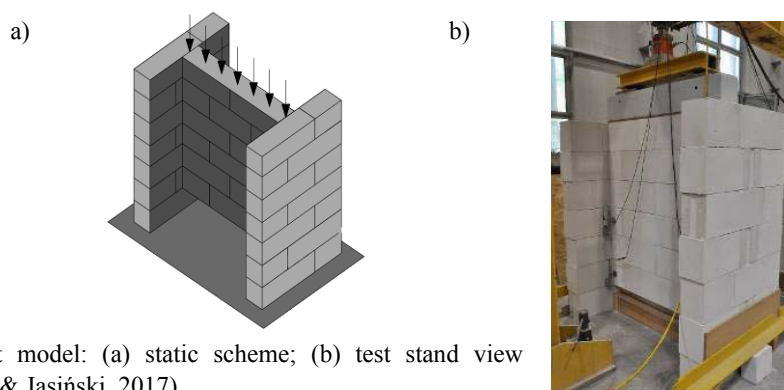 a)
b)
model: (a) static scheme; (b) test stand view
& Jasiński, 2017)